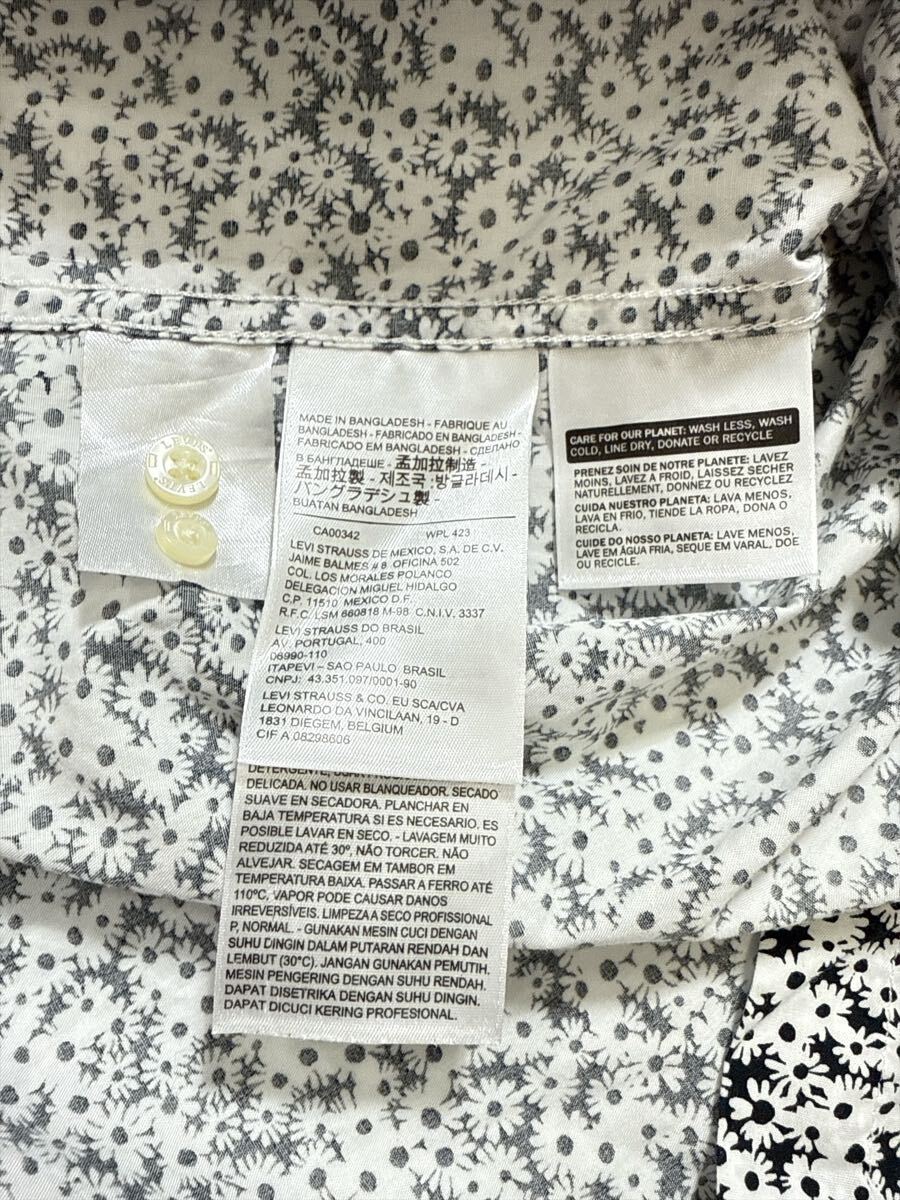 LEVI'S
LEVI'S
MADE IN BANGLADESH - FABRIQUE AU
BANGLADESH - FABRICADO EN BANGLADESH -
FABRICADO EM BANGLADESH - СДЕЛАНО
В БАНГЛАДЕШЕ - 孟加拉制造 -
孟加拉製 - 제조국 :방글라데시 -
バングラデシュ製 -
BUATAN BANGLADESH
CA00342 WPL 423
LEVI STRAUSS DE MEXICO, S.A. DE C.V.
JAIME BALMES # 8 OFICINA 502
COL. LOS MORALES POLANCO
DELEGACION MIGUEL HIDALGO
C.P. 11510 MEXICO D.F.
R.F.C. LSM 660818 M-98 C.N.I.V. 3337
LEVI STRAUSS DO BRASIL
AV. PORTUGAL, 400
06990-110
ITAPEVI – SAO PAULO, BRASIL
CNPJ: 43.351.097/0001-90
LEVI STRAUSS & CO. EU SCA/CVA
LEONARDO DA VINCILAAN, 19 - D
1831 DIEGEM, BELGIUM
CIF A 08298606
DETERGENTE,
DELICADA. NO USAR BLANQUEADOR. SECADO
SUAVE EN SECADORA. PLANCHAR EN
BAJA TEMPERATURA SI ES NECESARIO. ES
POSIBLE LAVAR EN SECO. - LAVAGEM MUITO
REDUZIDA ATÉ 30º, NÃO TORCER. NÃO
ALVEJAR. SECAGEM EM TAMBOR EM
TEMPERATURA BAIXA. PASSAR A FERRO ATÉ
110ºC, VAPOR PODE CAUSAR DANOS
IRREVERSÍVEIS. LIMPEZA A SECO PROFISSIONAL
P, NORMAL. - GUNAKAN MESIN CUCI DENGAN
SUHU DINGIN DALAM PUTARAN RENDAH DAN
LEMBUT (30°C). JANGAN GUNAKAN PEMUTIH.
MESIN PENGERING DENGAN SUHU RENDAH.
DAPAT DISETRIKA DENGAN SUHU DINGIN.
DAPAT DICUCI KERING PROFESIONAL.
CARE FOR OUR PLANET: WASH LESS, WASH
COLD, LINE DRY, DONATE OR RECYCLE
PRENEZ SOIN DE NOTRE PLANETE: LAVEZ
MOINS, LAVEZ A FROID, LAISSEZ SÉCHER
NATURELLEMENT, DONNEZ OU RECYCLEZ
CUIDA NUESTRO PLANETA: LAVA MENOS,
LAVA EN FRIO, TIENDE LA ROPA, DONA O
RECICLA.
CUIDE DO NOSSO PLANETA: LAVE MENOS,
LAVE EM ÁGUA FRIA, SEQUE EM VARAL, DOE
OU RECICLE.